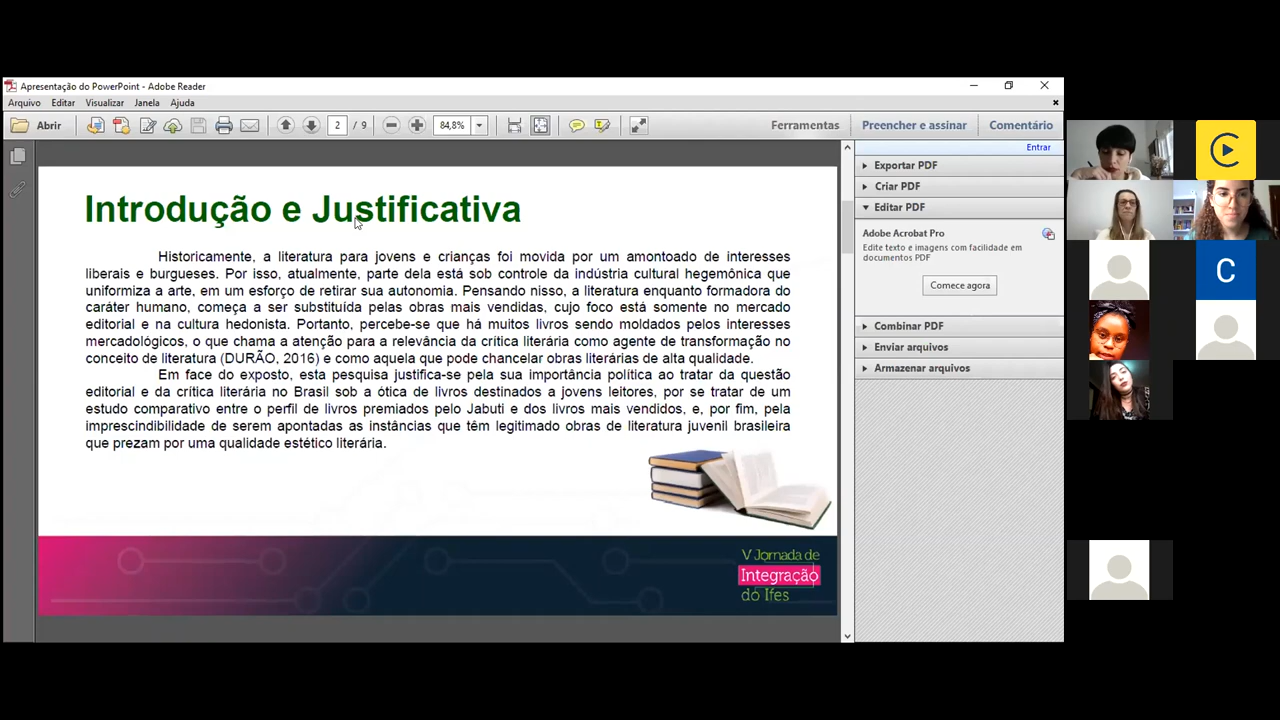 Apresentação do PowerPoint - Adobe Reader
Arquivo Editar Visualizar Janela Ajuda
Abrir 2 / 9 84,8% Ferramentas Preencher e assinar Comentário
Entrar
Exportar PDF
Criar PDF
Editar PDF
Adobe Acrobat Pro
Edite texto e imagens com facilidade em
documentos PDF
Comece agora
Combinar PDF
Enviar arquivos
Armazenar arquivos
Introdução e Justificativa
Historicamente, a literatura para jovens e crianças foi movida por um amontoado de interesses
liberais e burgueses. Por isso, atualmente, parte dela está sob controle da indústria cultural hegemônica que
uniformiza a arte, em um esforço de retirar sua autonomia. Pensando nisso, a literatura enquanto formadora do
caráter humano, começa a ser substituída pelas obras mais vendidas, cujo foco está somente no mercado
editorial e na cultura hedonista. Portanto, percebe-se que há muitos livros sendo moldados pelos interesses
mercadológicos, o que chama a atenção para a relevância da crítica literária como agente de transformação no
conceito de literatura (DURÃO, 2016) e como aquela que pode chancelar obras literárias de alta qualidade.
Em face do exposto, esta pesquisa justifica-se pela sua importância política ao tratar da questão
editorial e da crítica literária no Brasil sob a ótica de livros destinados a jovens leitores, por se tratar de um
estudo comparativo entre o perfil de livros premiados pelo Jabuti e dos livros mais vendidos, e, por fim, pela
imprescindibilidade de serem apontadas as instâncias que têm legitimado obras de literatura juvenil brasileira
que prezam por uma qualidade estético literária.
V Jornada de
Integração
do Ifes
C